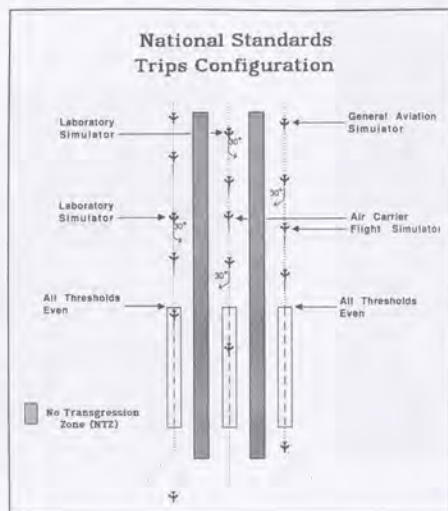 National Standards
Trips Configuration
Laboratory
Simulator
General Aviation
Simulator
30°
30°
Laboratory
Simulator
30°
Air Carrier
Flight Simulator
30°
All Thresholds
Even
All Thresholds
Even
No Transgression
Zone (NTZ)